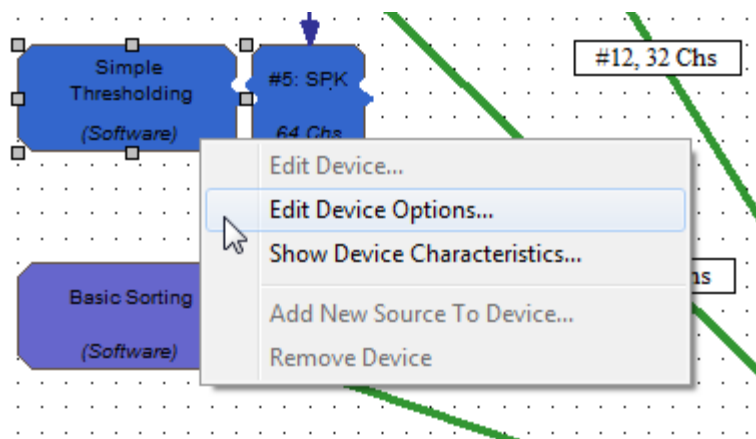 Simple
Thresholding
(Software)
#5: SPK
64 Chs
#12, 32 Chs
Edit Device...
Edit Device Options...
Show Device Characteristics...
Add New Source To Device...
Remove Device
Basic Sorting
(Software)